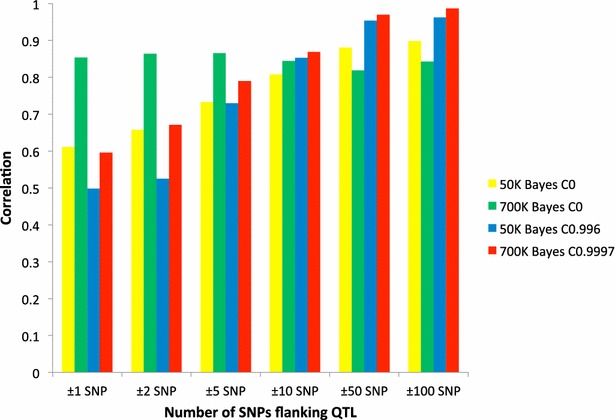 Correlation
1
0.9
0.8
0.7
0.6
0.5
0.4
0.3
0.2
0.1
0
±1 SNP
±2 SNP
±5 SNP
±10 SNP
±50 SNP
±100 SNP
Number of SNPs flanking QTL
50K Bayes C0
700K Bayes C0
50K Bayes C0.996
700K Bayes C0.9997